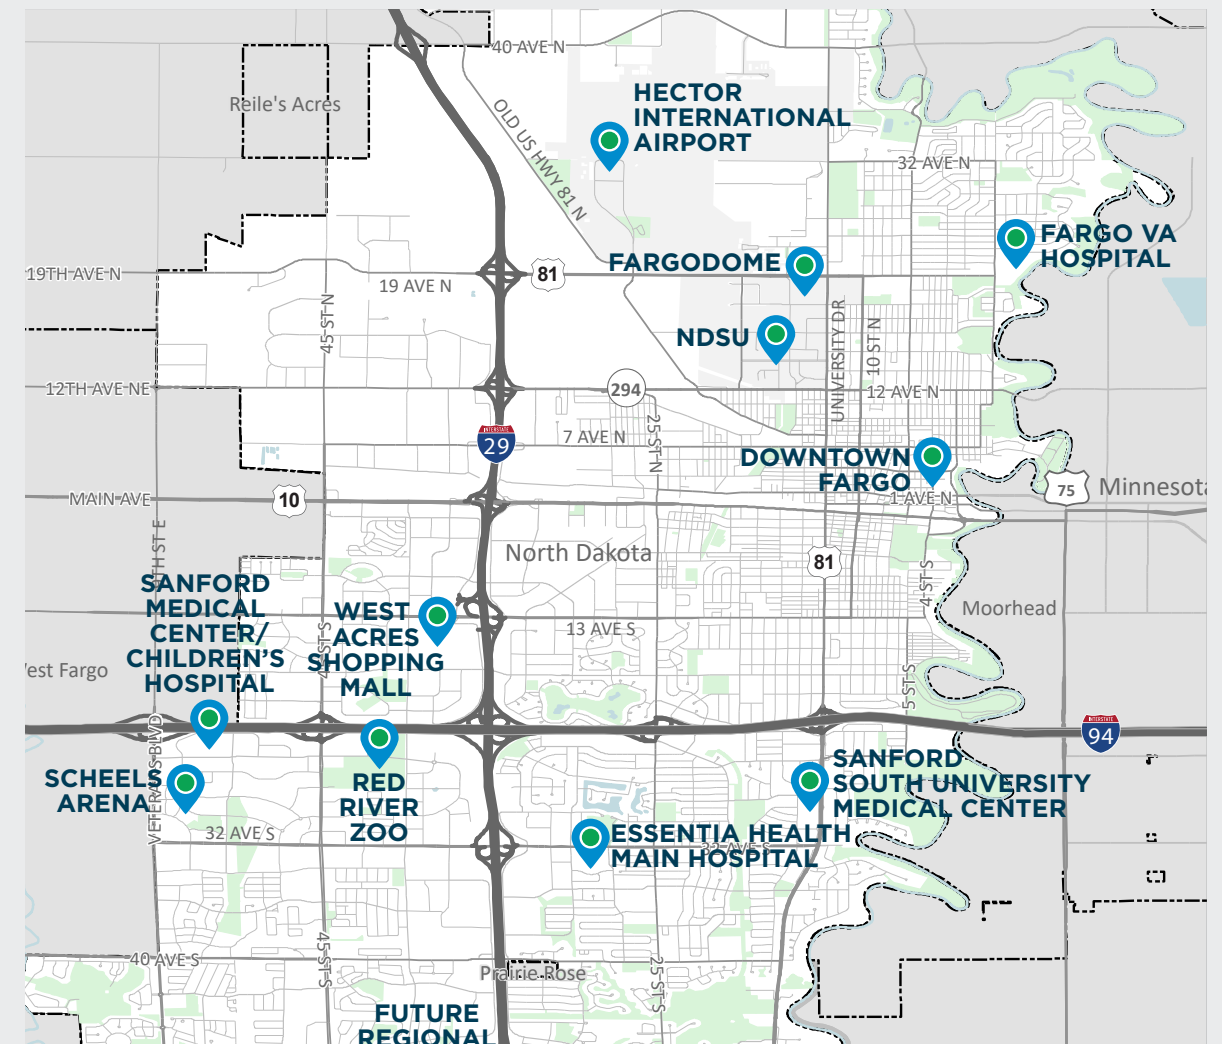 40 AVE N
Reile's Acres
HECTOR
INTERNATIONAL
AIRPORT
OLD US HWY 81 N
32 AVE N
FARGO VA
HOSPITAL
FARGODOME
19TH AVE N
81
19 AVE N
45 ST N
UNIVERSITY DR
10 ST N
NDSU
12TH AVE NE
294
12 AVE N
25 ST N
INTERSTATE
29
7 AVE N
DOWNTOWN
FARGO
1 AVE N
75
Minnesota
MAIN AVE
10
North Dakota
81
4 ST S
Moorhead
SANFORD
MEDICAL
CENTER/
CHILDREN'S
HOSPITAL
WEST
ACRES
SHOPPING
MALL
13 AVE S
5 ST S
est Fargo
VETERANS BLVD
INTERSTATE
94
SCHEELS
ARENA
RED
RIVER
ZOO
SANFORD
SOUTH UNIVERSITY
MEDICAL CENTER
32 AVE S
ESSENTIA HEALTH
MAIN HOSPITAL
32 AVE S
40 AVE S
45 ST S
Prairie Rose
25 ST S
FUTURE
REGIONAL